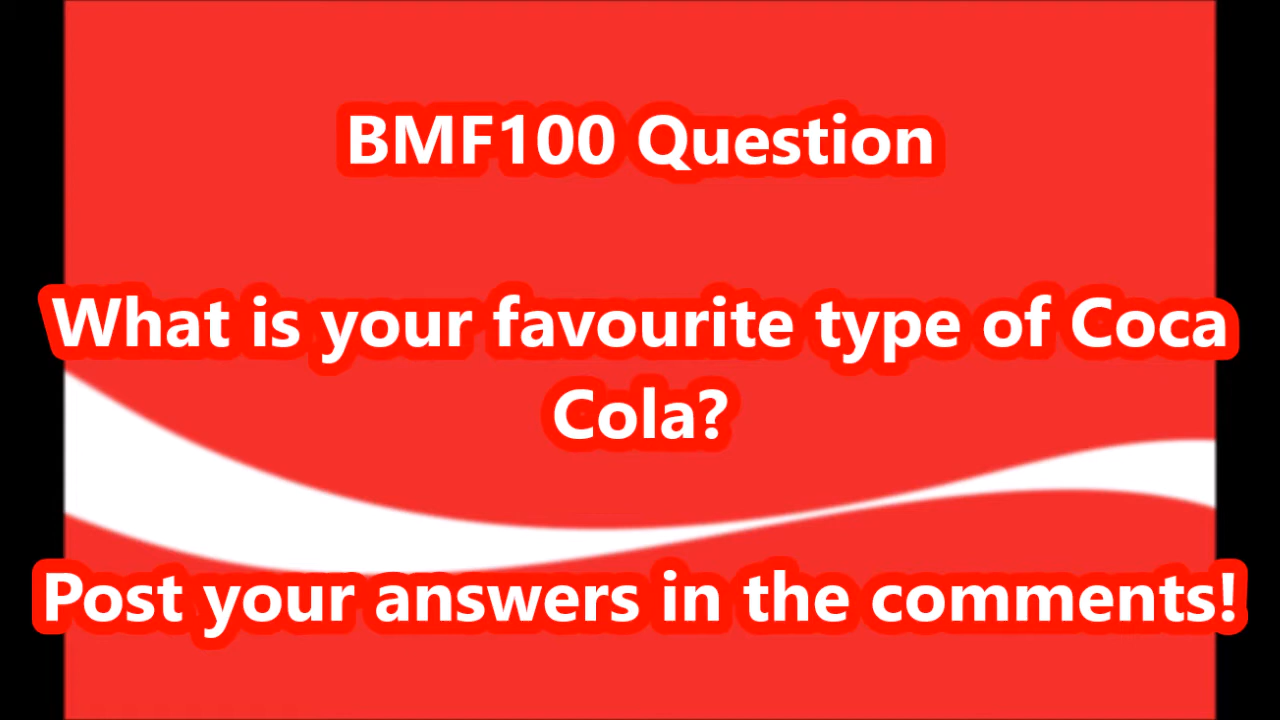 BMF100 Question
What is your favourite type of Coca
Cola?
Post your answers in the comments!